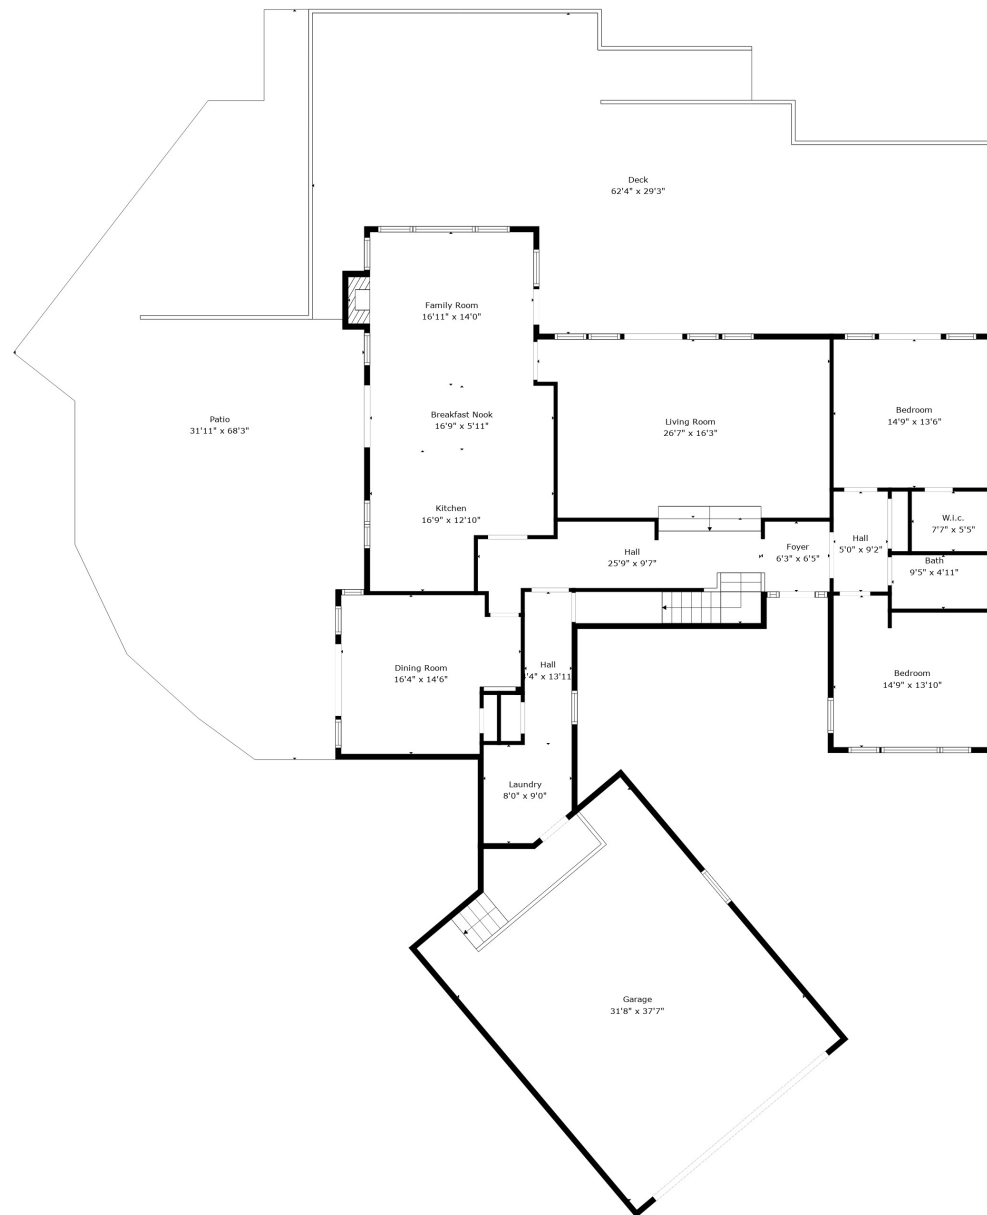 Deck
62'4" x 29'3"
Family Room
16'11" x 14'0"
Breakfast Nook
16'9" x 5'11"
Patio
31'11" x 68'3"
Living Room
26'7" x 16'3"
Bedroom
14'9" x 13'6"
Kitchen
16'9" x 12'10"
W.i.c.
7'7" x 5'5"
Hall
5'0" x 9'2"
Hall
25'9" x 9'7"
Foyer
6'3" x 6'5"
Bath
9'5" x 4'11"
Dining Room
16'4" x 14'6"
Hall
'4" x 13'11
Bedroom
14'9" x 13'10"
Laundry
8'0" x 9'0"
Garage
31'8" x 37'7"